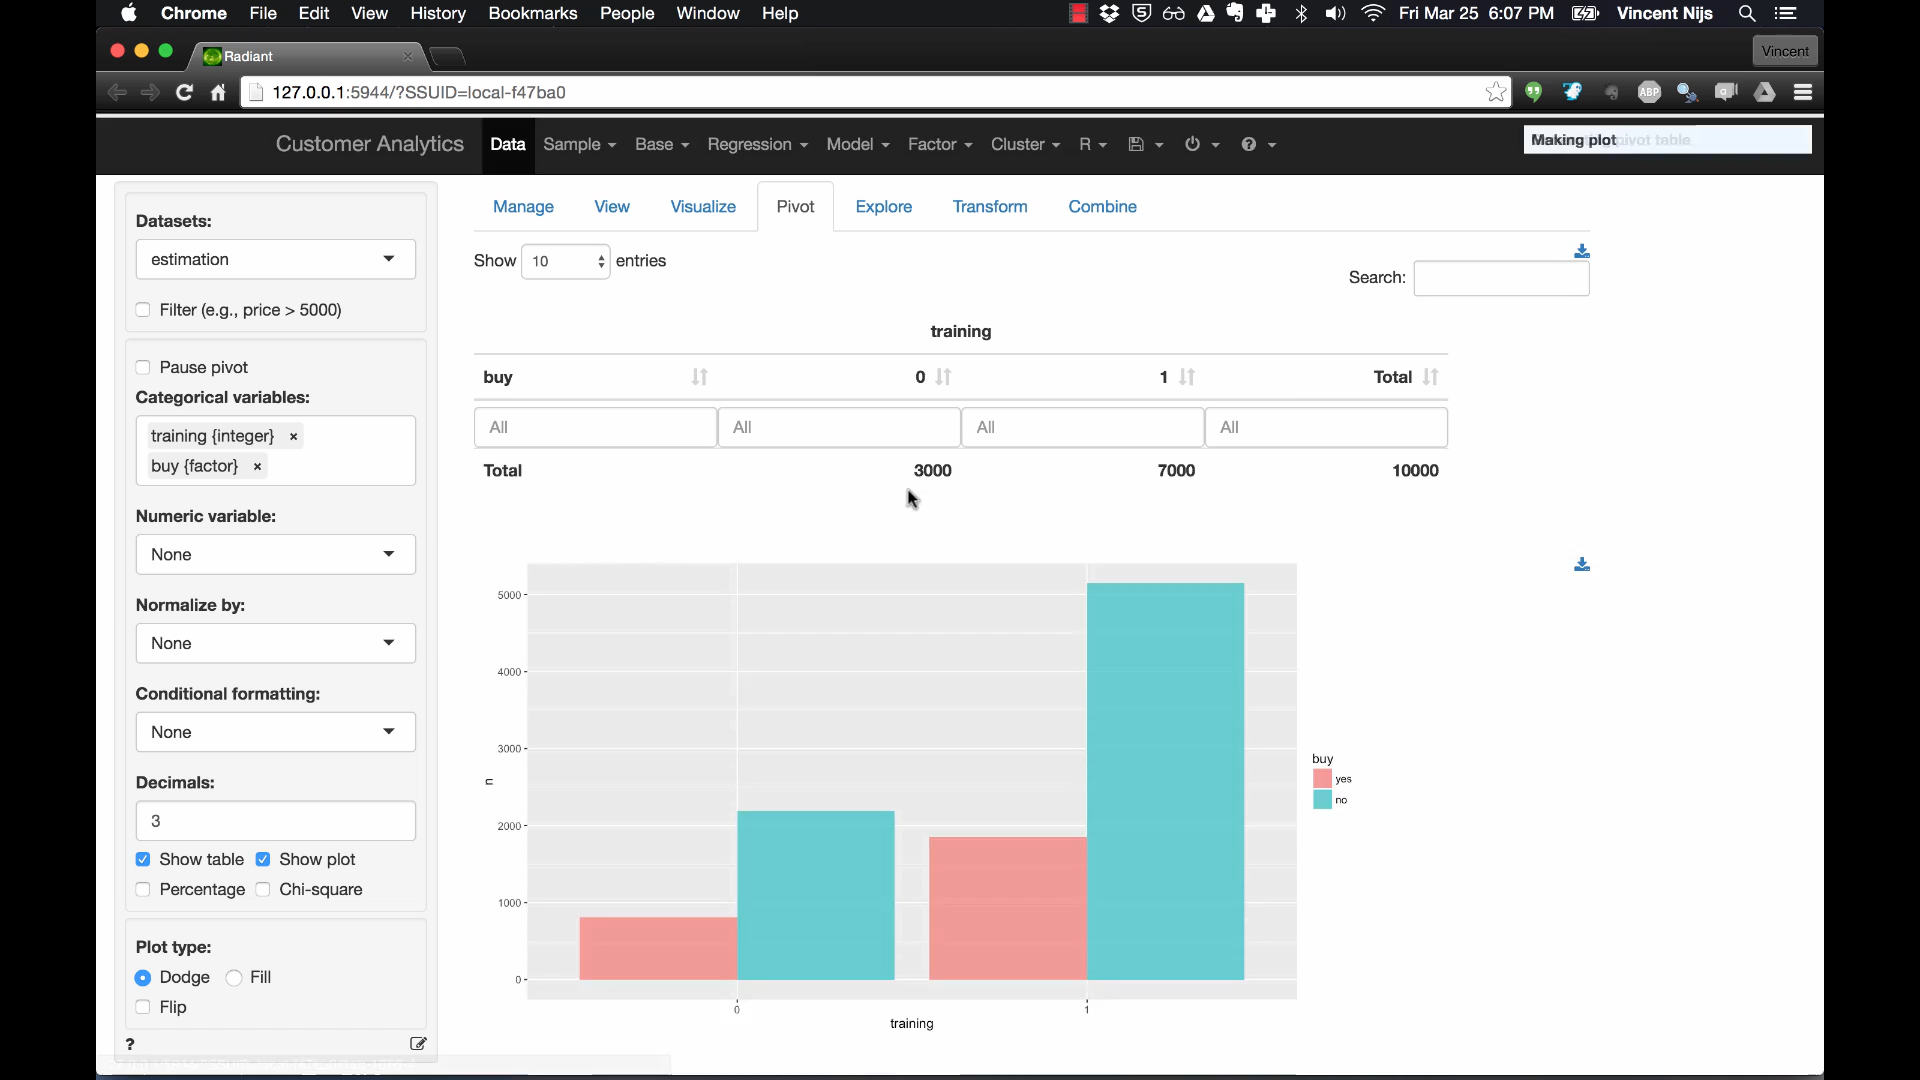 Chrome File Edit View History Bookmarks People Window Help Fri Mar 25 6:07 PM Vincent Nijs
Radiant Vincent
127.0.0.1:5944/?SSUID=local-f47ba0 ABP
Customer Analytics Data Sample Base Regression Model Factor Cluster R
Making plot pivot table
Manage View Visualize Pivot Explore Transform Combine
Datasets:
estimation
Filter (e.g., price > 5000)
Pause pivot
Categorical variables:
training {integer} ×
buy {factor} ×
Numeric variable:
None
Normalize by:
None
Conditional formatting:
None
Decimals:
3
Show table Show plot
Percentage Chi-square
Plot type:
Dodge Fill
Flip
?
Show 10 entries
Search:
training
buy 0 1 Total
All All All All
Total 3000 7000 10000
5000
4000
3000
2000
1000
0
n
0 1
training
buy
yes
no